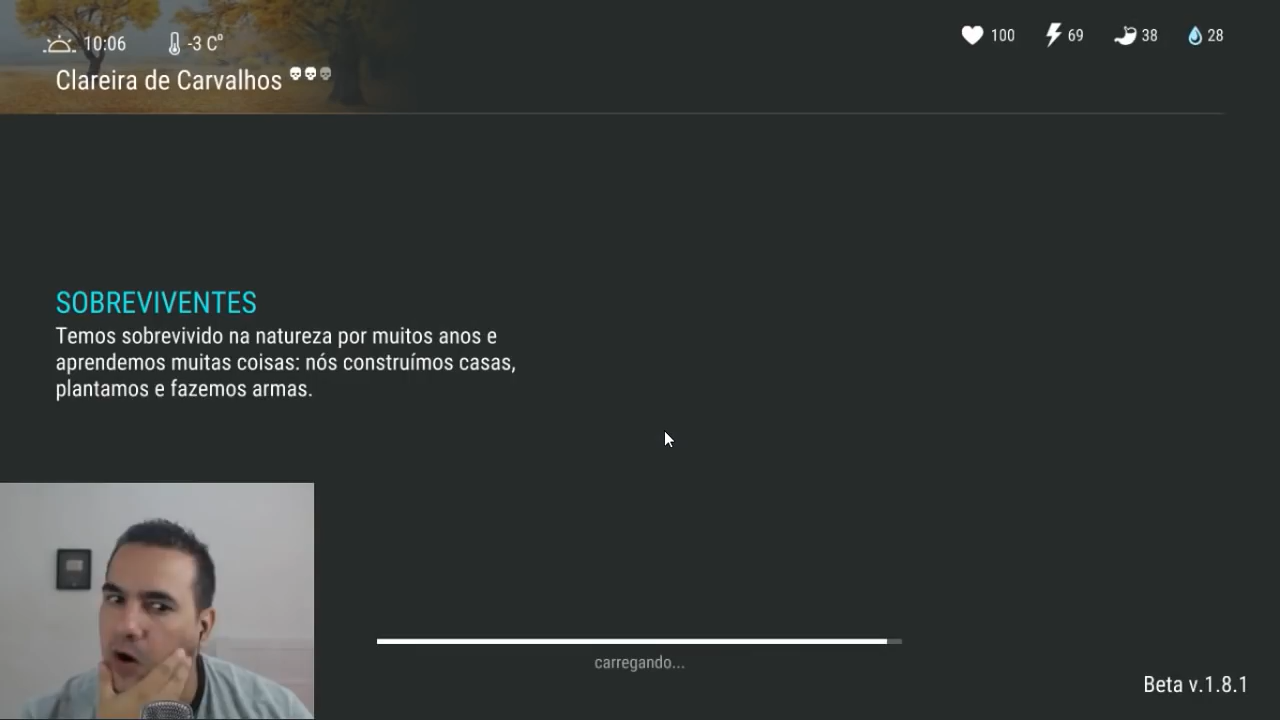 10:06 -3 Cº
100 69 38 28
Clareira de Carvalhos
SOBREVIVENTES
Temos sobrevivido na natureza por muitos anos e
aprendemos muitas coisas: nós construímos casas,
plantamos e fazemos armas.
carregando...
Beta v.1.8.1